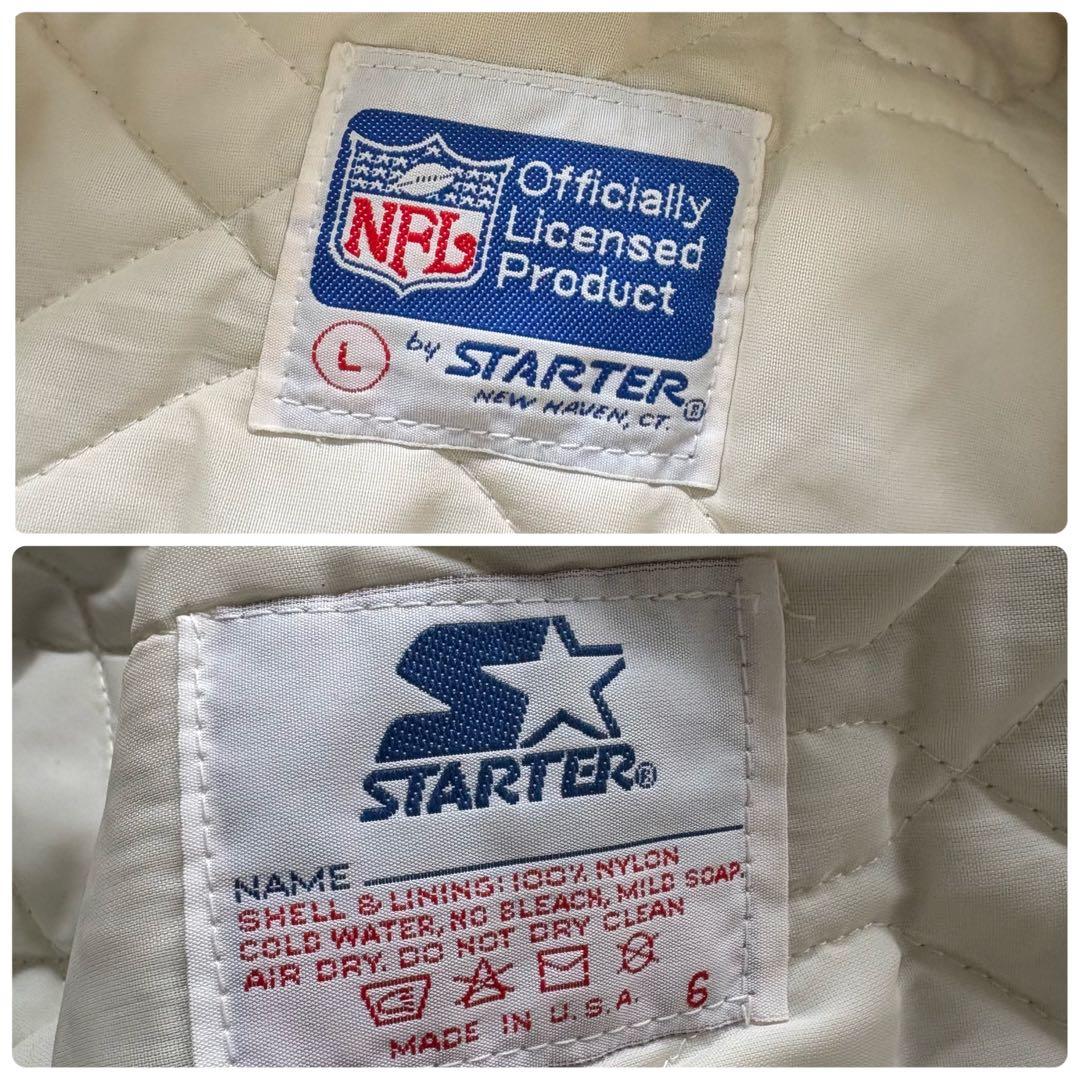 NFL
Officially
Licensed
Product
L
by STARTER®
NEW HAVEN, CT.
STARTER®
NAME
SHELL & LINING: 100% NYLON
COLD WATER, NO BLEACH, MILD SOAP.
AIR DRY. DO NOT DRY CLEAN
MADE IN U.S.A. 6